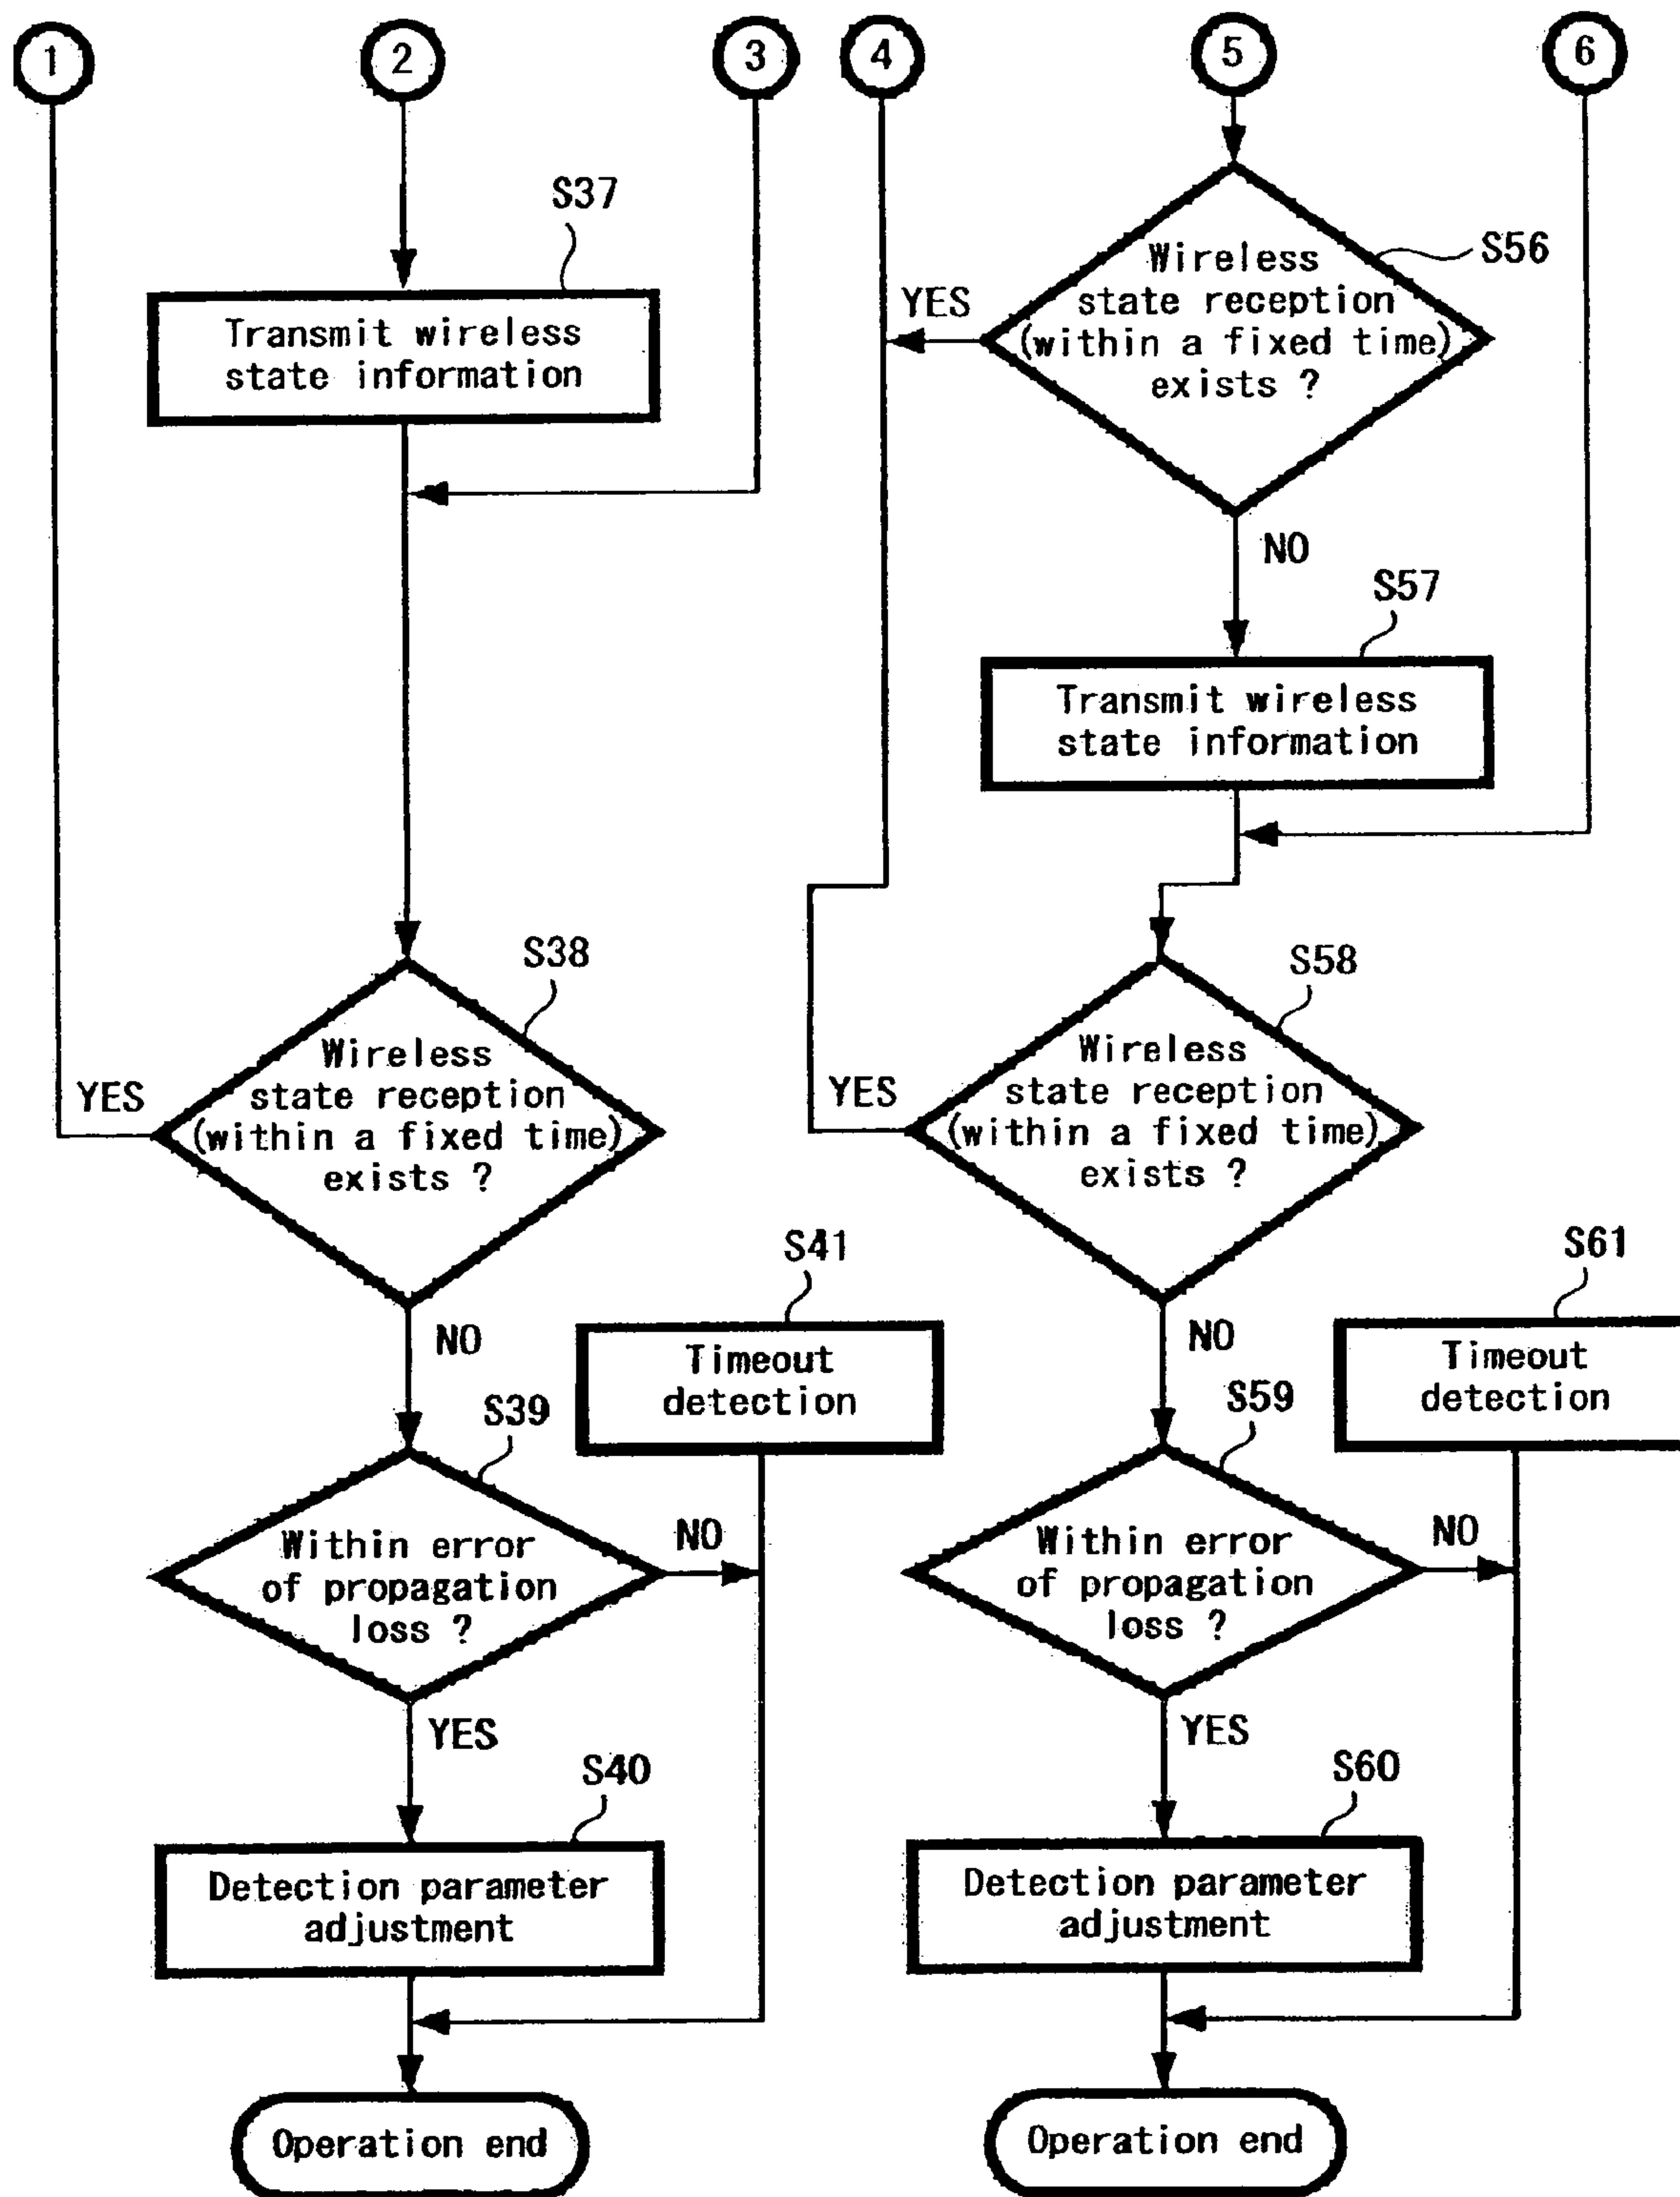 1
2
3
4
5
6
S37
Transmit wireless
state information
S38
Wireless
state reception
(within a fixed time)
exists ?
YES
NO
S41
Timeout
detection
S39
Within error
of propagation
loss ?
NO
YES
S40
Detection parameter
adjustment
Operation end
S56
Wireless
state reception
(within a fixed time)
exists ?
YES
NO
S57
Transmit wireless
state information
S58
Wireless
state reception
(within a fixed time)
exists ?
YES
NO
S61
Timeout
detection
S59
Within error
of propagation
loss ?
NO
YES
S60
Detection parameter
adjustment
Operation end